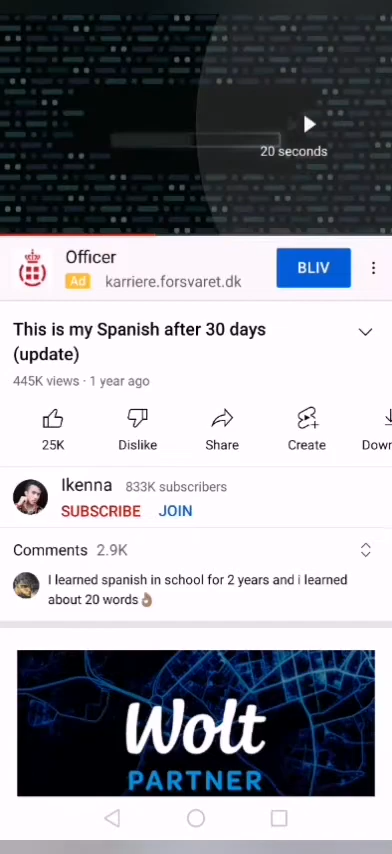 20 seconds
Officer
BLIV
Ad karriere.forsvaret.dk
This is my Spanish after 30 days
(update)
445K views · 1 year ago
25K Dislike Share Create Down
Ikenna 833K subscribers
SUBSCRIBE JOIN
Comments 2.9K
I learned spanish in school for 2 years and i learned
about 20 words👌🏽
Wolt
PARTNER